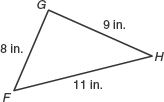 G
9 in.
8 in.
H
11 in.
F